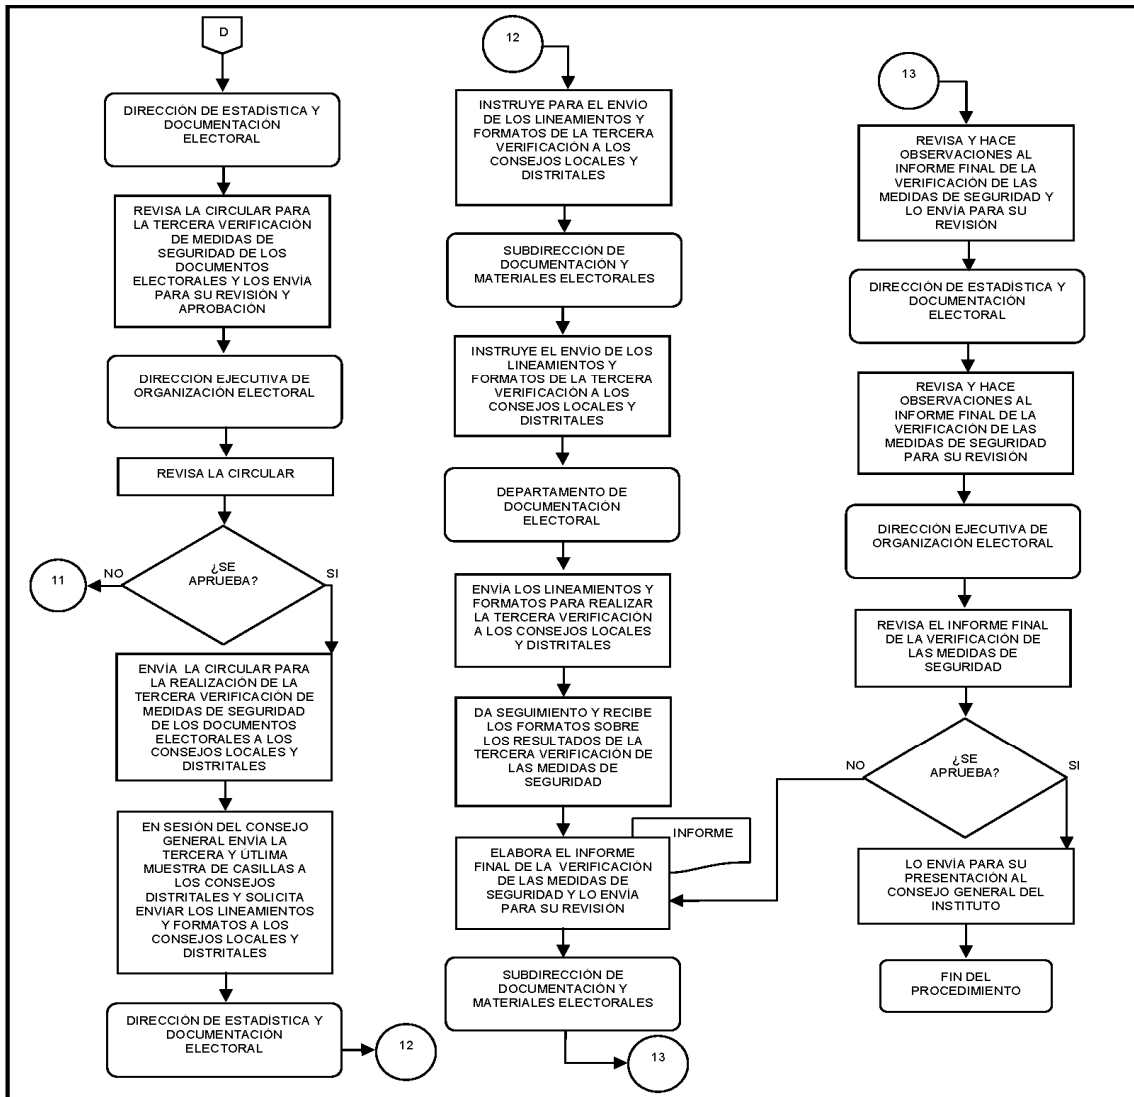 D
DIRECCIÓN DE ESTADÍSTICA Y
DOCUMENTACIÓN
ELECTORAL
REVISA LA CIRCULAR PARA
LA TERCERA VERIFICACIÓN
DE MEDIDAS DE
SEGURIDAD DE LOS
DOCUMENTOS
ELECTORALES Y LOS ENVÍA
PARA SU REVISIÓN Y
APROBACIÓN
DIRECCIÓN EJECUTIVA DE
ORGANIZACIÓN ELECTORAL
REVISA LA CIRCULAR
¿SE
APRUEBA?
NO
SI
11
ENVÍA LA CIRCULAR PARA
LA REALIZACIÓN DE LA
TERCERA VERIFICACIÓN DE
MEDIDAS DE SEGURIDAD
DE LOS DOCUMENTOS
ELECTORALES A LOS
CONSEJOS LOCALES Y
DISTRITALES
EN SESIÓN DEL CONSEJO
GENERAL ENVÍA LA
TERCERA Y ÚTLIMA
MUESTRA DE CASILLAS A
LOS CONSEJOS
DISTRITALES Y SOLICITA
ENVIAR LOS LINEAMIENTOS
Y FORMATOS A LOS
CONSEJOS LOCALES Y
DISTRITALES
DIRECCIÓN DE ESTADÍSTICA Y
DOCUMENTACIÓN
ELECTORAL
12
12
INSTRUYE PARA EL ENVÍO
DE LOS LINEAMIENTOS Y
FORMATOS DE LA TERCERA
VERIFICACIÓN A LOS
CONSEJOS LOCALES Y
DISTRITALES
SUBDIRECCIÓN DE
DOCUMENTACIÓN Y
MATERIALES ELECTORALES
INSTRUYE EL ENVÍO DE LOS
LINEAMIENTOS Y
FORMATOS DE LA TERCERA
VERIFICACIÓN A LOS
CONSEJOS LOCALES Y
DISTRITALES
DEPARTAMENTO DE
DOCUMENTACIÓN
ELECTORAL
ENVÍA LOS LINEAMIENTOS Y
FORMATOS PARA REALIZAR
LA TERCERA VERIFICACIÓN
A LOS CONSEJOS LOCALES
Y DISTRITALES
DA SEGUIMIENTO Y RECIBE
LOS FORMATOS SOBRE
LOS RESULTADOS DE LA
TERCERA VERIFICACIÓN DE
LAS MEDIDAS DE
SEGURIDAD
INFORME
ELABORA EL INFORME
FINAL DE LA VERIFICACIÓN
DE LAS MEDIDAS DE
SEGURIDAD Y LO ENVÍA
PARA SU REVISIÓN
SUBDIRECCIÓN DE
DOCUMENTACIÓN Y
MATERIALES ELECTORALES
13
13
REVISA Y HACE
OBSERVACIONES AL
INFORME FINAL DE LA
VERIFICACIÓN DE LAS
MEDIDAS DE SEGURIDAD Y
LO ENVÍA PARA SU
REVISIÓN
DIRECCIÓN DE ESTADÍSTICA Y
DOCUMENTACIÓN
ELECTORAL
REVISA Y HACE
OBSERVACIONES AL
INFORME FINAL DE LA
VERIFICACIÓN DE LAS
MEDIDAS DE SEGURIDAD
PARA SU REVISIÓN
DIRECCIÓN EJECUTIVA DE
ORGANIZACIÓN ELECTORAL
REVISA EL INFORME FINAL
DE LA VERIFICACIÓN DE
LAS MEDIDAS DE
SEGURIDAD
¿SE
APRUEBA?
NO
SI
LO ENVÍA PARA SU
PRESENTACIÓN AL
CONSEJO GENERAL DEL
INSTITUTO
FIN DEL
PROCEDIMIENTO